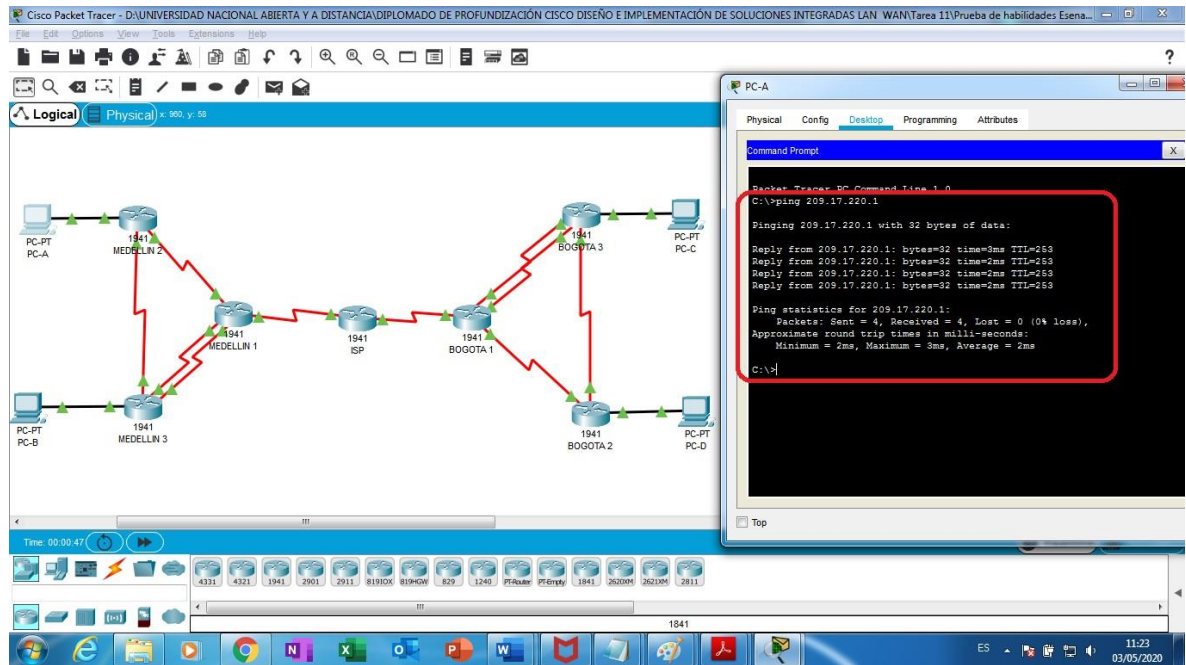 Cisco Packet Tracer - D:\UNIVERSIDAD NACIONAL ABIERTA Y A DISTANCIA\DIPLOMADO DE PROFUNDIZACIÓN CISCO DISEÑO E IMPLEMENTACIÓN DE SOLUCIONES INTEGRADAS LAN WAN\Tarea 11\Prueba de habilidades Esena...
File Edit Options View Tools Extensions Help
?
Logical
Physical
x: 960, y: 58
PC-A
Physical Config Desktop Programming Attributes
Command Prompt
X
Packet Tracer PC Command Line 1.0
C:\>ping 209.17.220.1
Pinging 209.17.220.1 with 32 bytes of data:
Reply from 209.17.220.1: bytes=32 time=3ms TTL=253
Reply from 209.17.220.1: bytes=32 time=2ms TTL=253
Reply from 209.17.220.1: bytes=32 time=2ms TTL=253
Reply from 209.17.220.1: bytes=32 time=2ms TTL=253
Ping statistics for 209.17.220.1:
Packets: Sent = 4, Received = 4, Lost = 0 (0% loss),
Approximate round trip times in milli-seconds:
Minimum = 2ms, Maximum = 3ms, Average = 2ms
C:\>
Top
PC-PT
PC-A
1941
MEDELLIN 2
1941
BOGOTA 3
PC-PT
PC-C
1941
MEDELLIN 1
1941
ISP
1941
BOGOTA 1
PC-PT
PC-B
1941
MEDELLIN 3
1941
BOGOTA 2
PC-PT
PC-D
Time: 00:00:47
4331 4321 1941 2901 2911 819IOX 819HGW 829 1240 PT-Router PT-Empty 1841 2620XM 2621XM 2811
1841
ES
11:23
03/05/2020